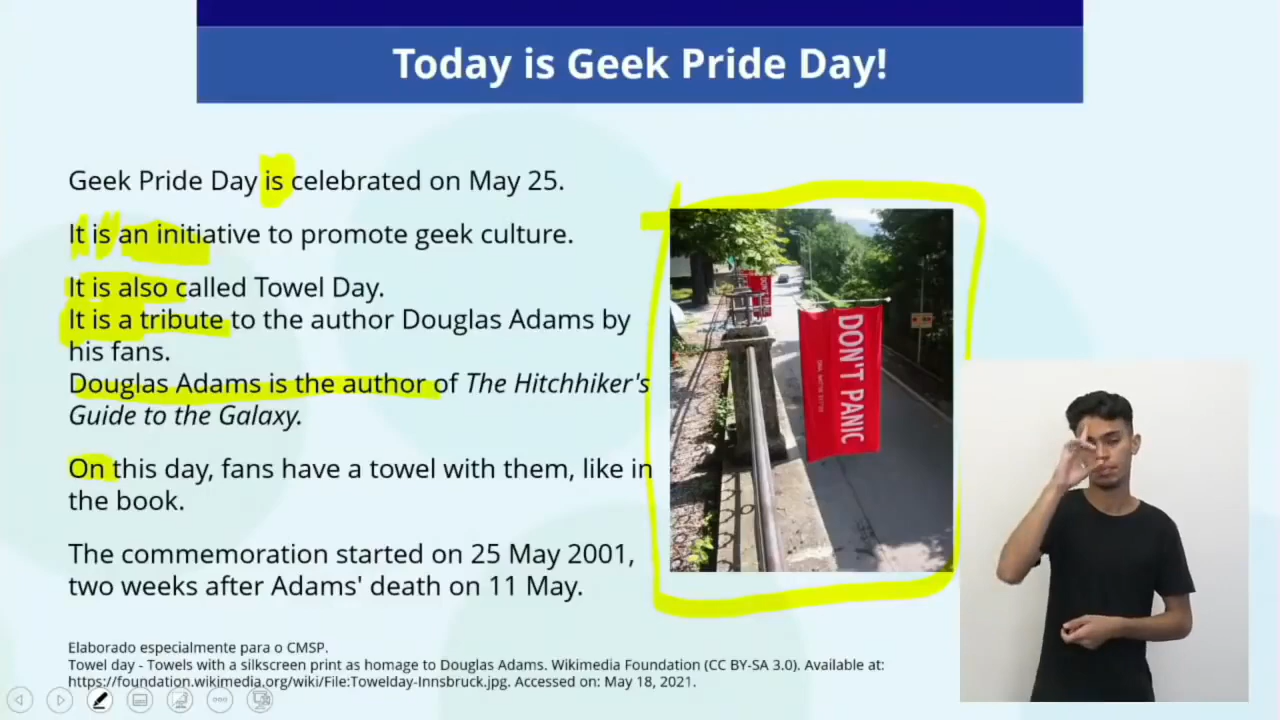 Today is Geek Pride Day!
Geek Pride Day is celebrated on May 25.
It is an initiative to promote geek culture.
It is also called Towel Day.
It is a tribute to the author Douglas Adams by
his fans.
Douglas Adams is the author of The Hitchhiker's
Guide to the Galaxy.
On this day, fans have a towel with them, like in
the book.
The commemoration started on 25 May 2001,
two weeks after Adams' death on 11 May.
DON'T PANIC
Elaborado especialmente para o CMSP.
Towel day - Towels with a silkscreen print as homage to Douglas Adams. Wikimedia Foundation (CC BY-SA 3.0). Available at:
https://foundation.wikimedia.org/wiki/File:Towelday-Innsbruck.jpg. Accessed on: May 18, 2021.